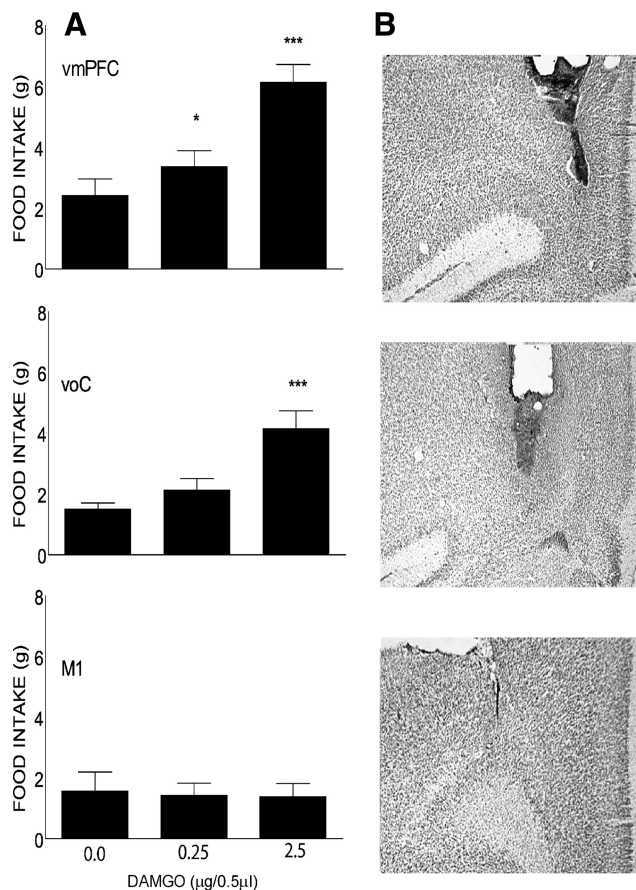 A
B
8
6
4
2
0
FOOD INTAKE (g)
vmPFC
*
***
8
6
4
2
0
FOOD INTAKE (g)
voC
***
8
6
4
2
0
FOOD INTAKE (g)
M1
0.0 0.25 2.5
DAMGO (µg/0.5µl)